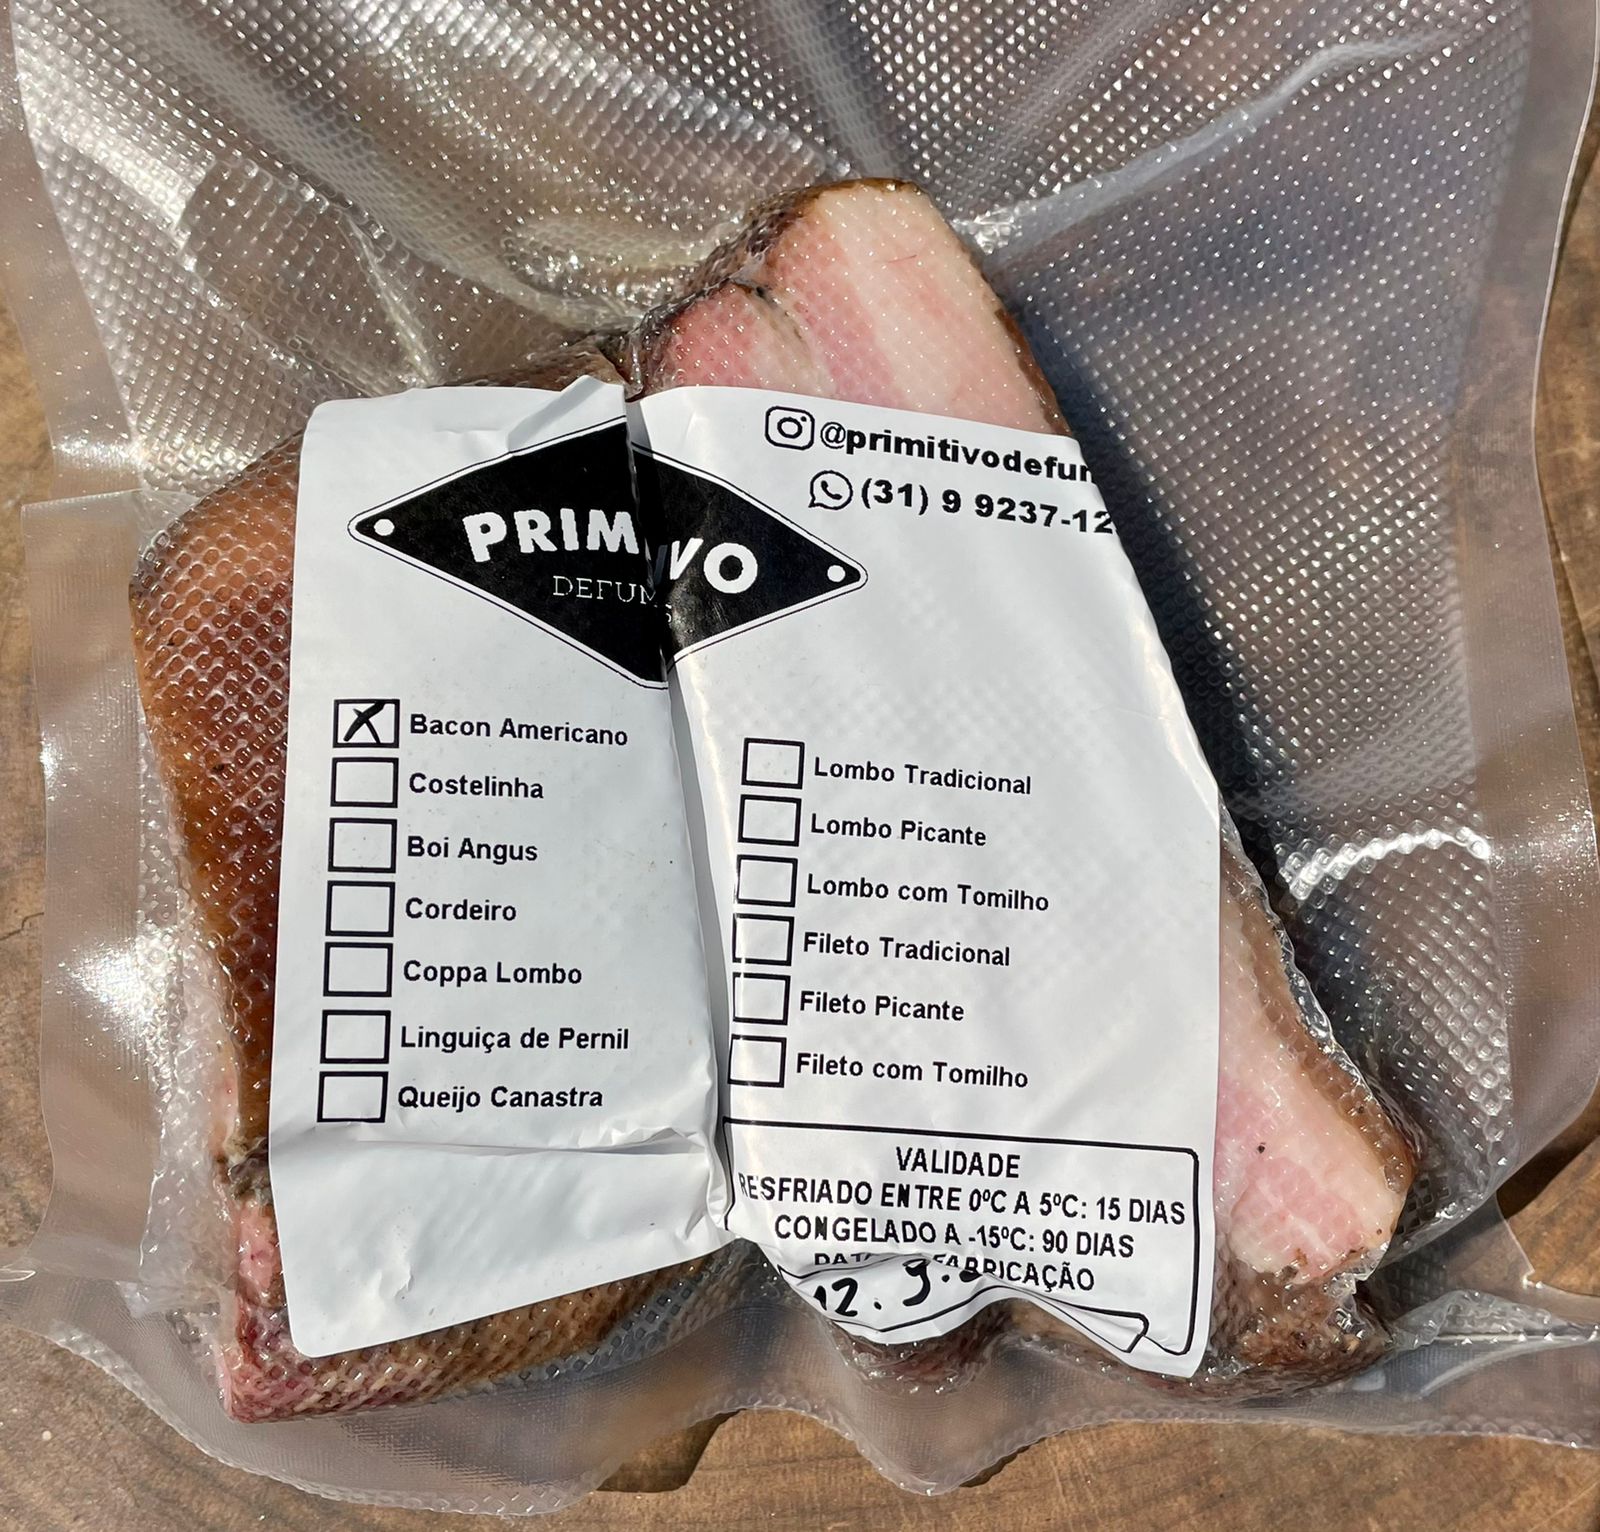 @primitivodefu
(31) 9 9237-12
PRIM VO
DEFUM
Bacon Americano
Costelinha
Boi Angus
Cordeiro
Coppa Lombo
Linguiça de Pernil
Queijo Canastra
Lombo Tradicional
Lombo Picante
Lombo com Tomilho
Fileto Tradicional
Fileto Picante
Fileto com Tomilho
VALIDADE
RESFRIADO ENTRE 0ºC A 5ºC: 15 DIAS
CONGELADO A -15ºC: 90 DIAS
FABRICAÇÃO
12. 9.